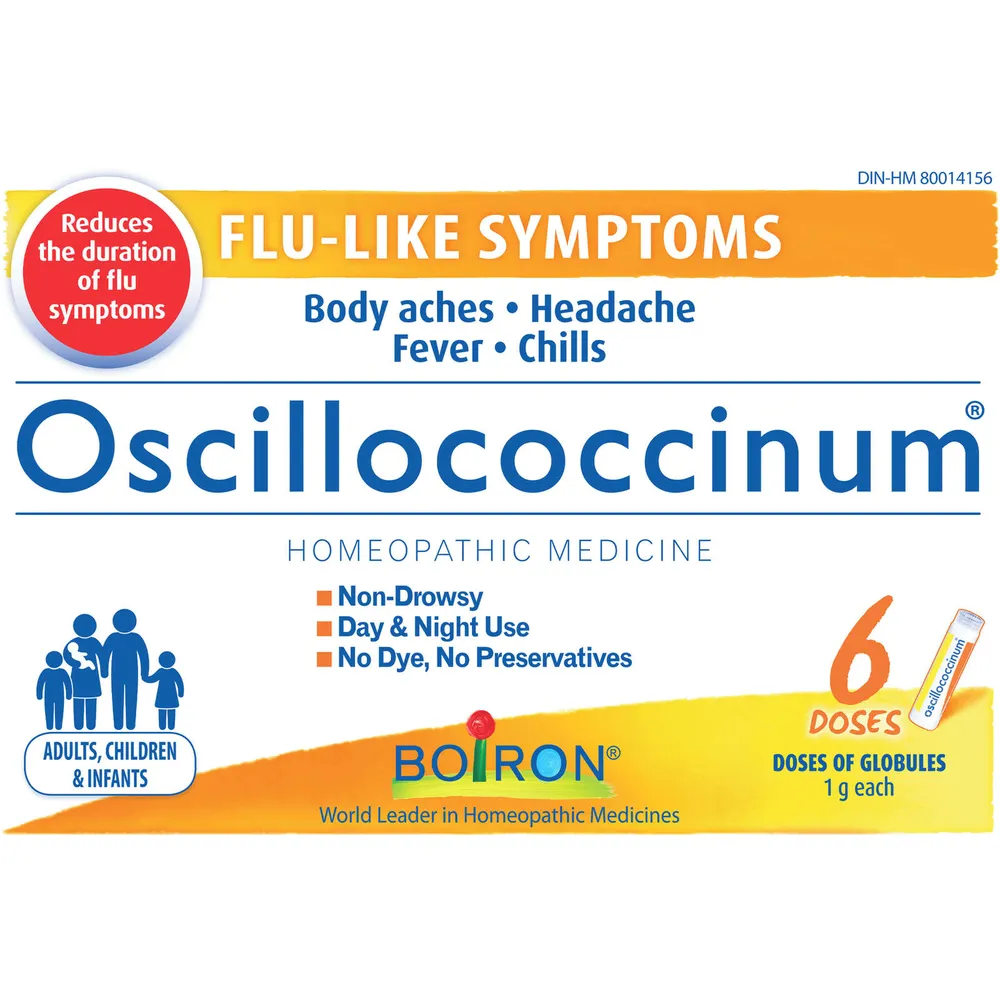 DIN-HM 80014156
Reduces
the duration
of flu
symptoms
FLU-LIKE SYMPTOMS
Body aches • Headache
Fever • Chills
Oscillococcinum®
HOMEOPATHIC MEDICINE
Non-Drowsy
Day & Night Use
No Dye, No Preservatives
ADULTS, CHILDREN
& INFANTS
BOIRON®
World Leader in Homeopathic Medicines
6
DOSES
oscillococcinum®
DOSES OF GLOBULES
1 g each